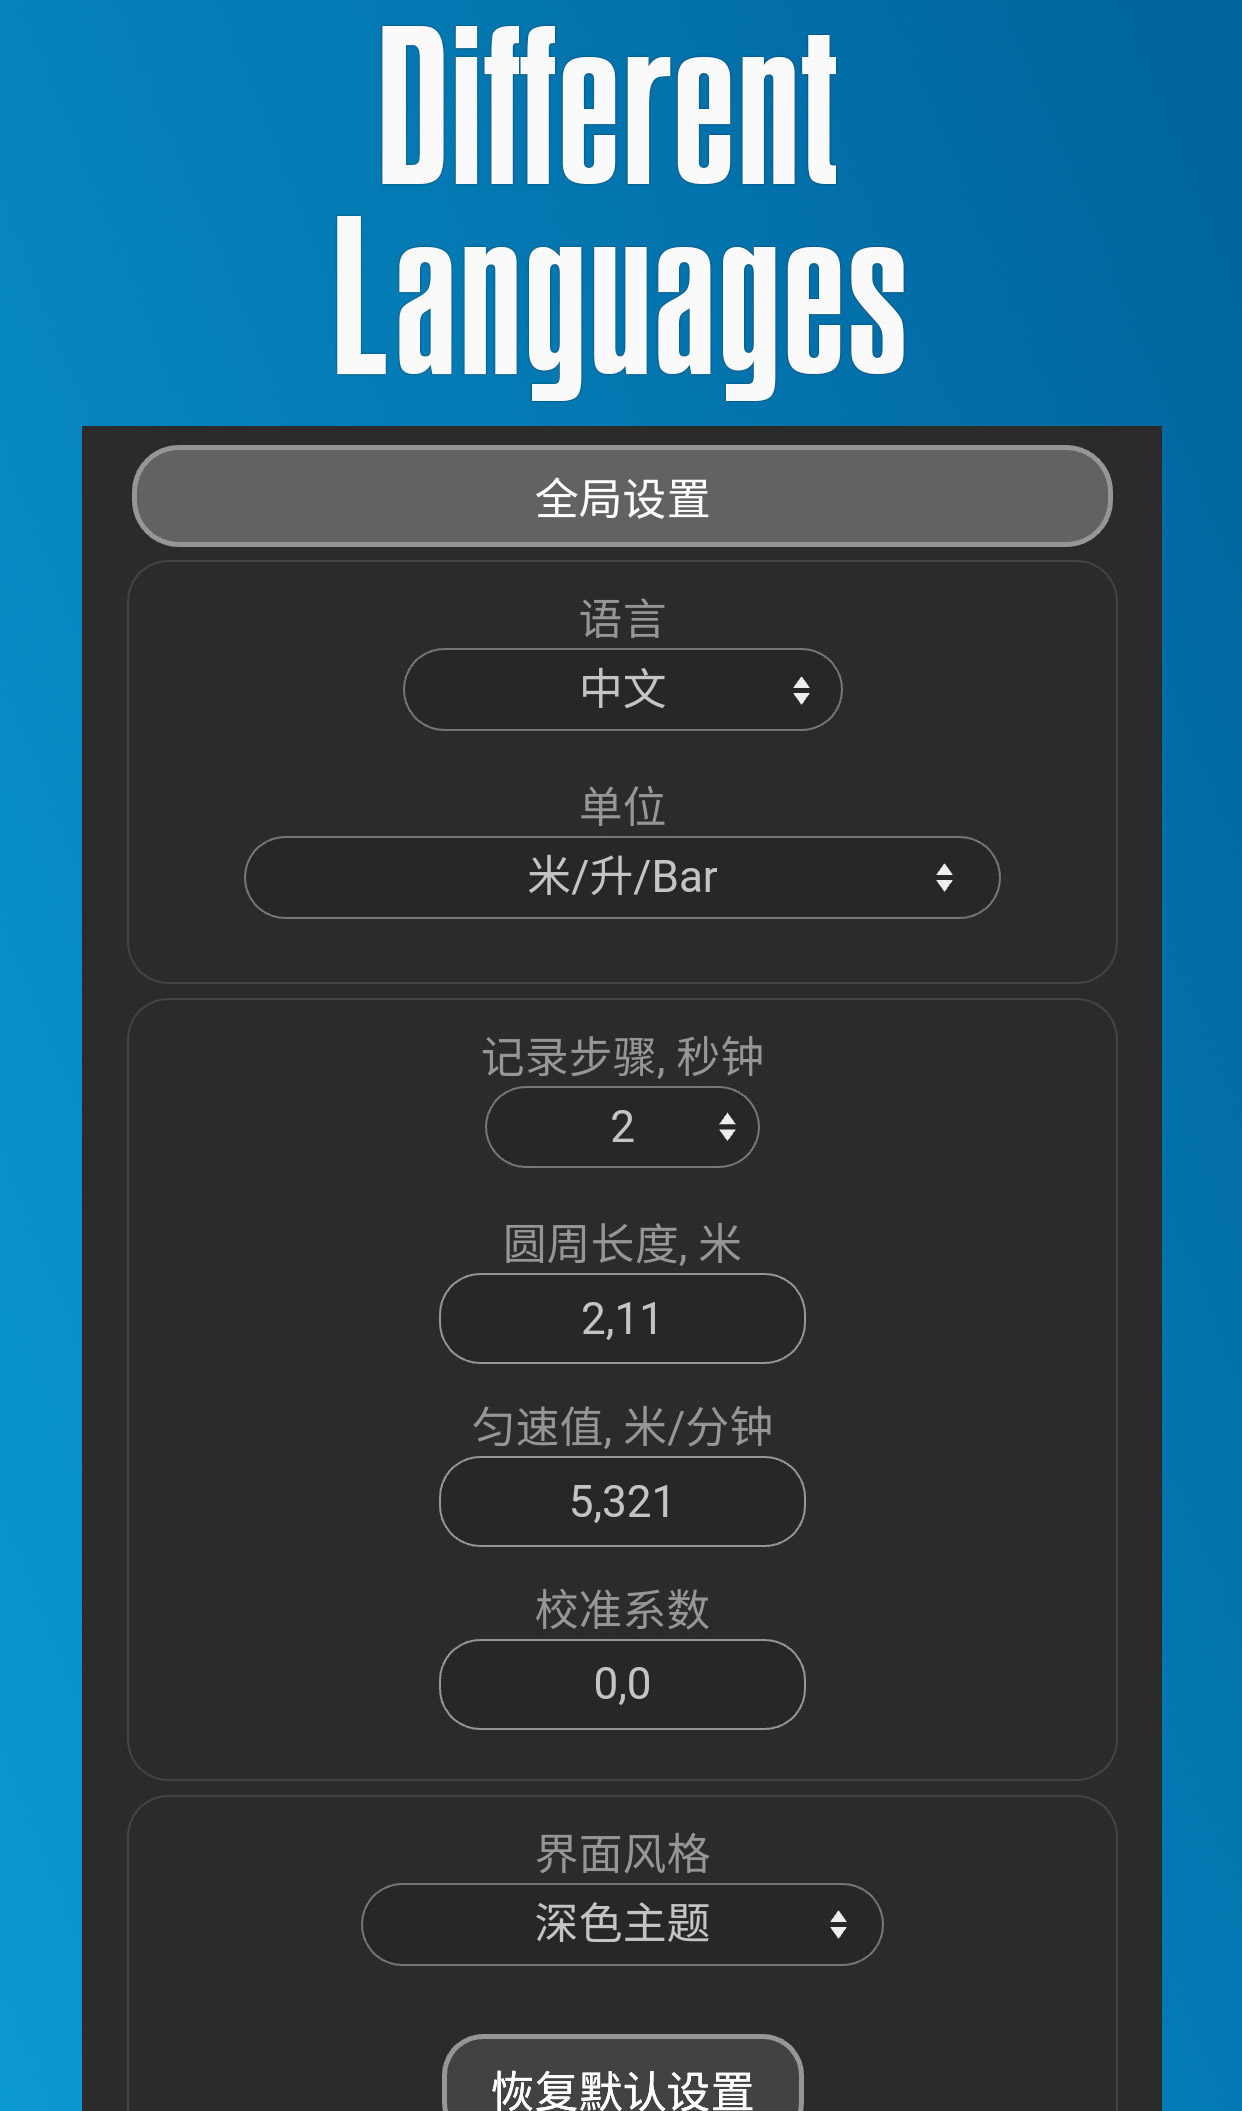 Different
Languages
全局设置
语言
中文
单位
米/升/Bar
记录步骤, 秒钟
2
圆周长度, 米
2,11
匀速值, 米/分钟
5,321
校准系数
0,0
界面风格
深色主题
恢复默认设置